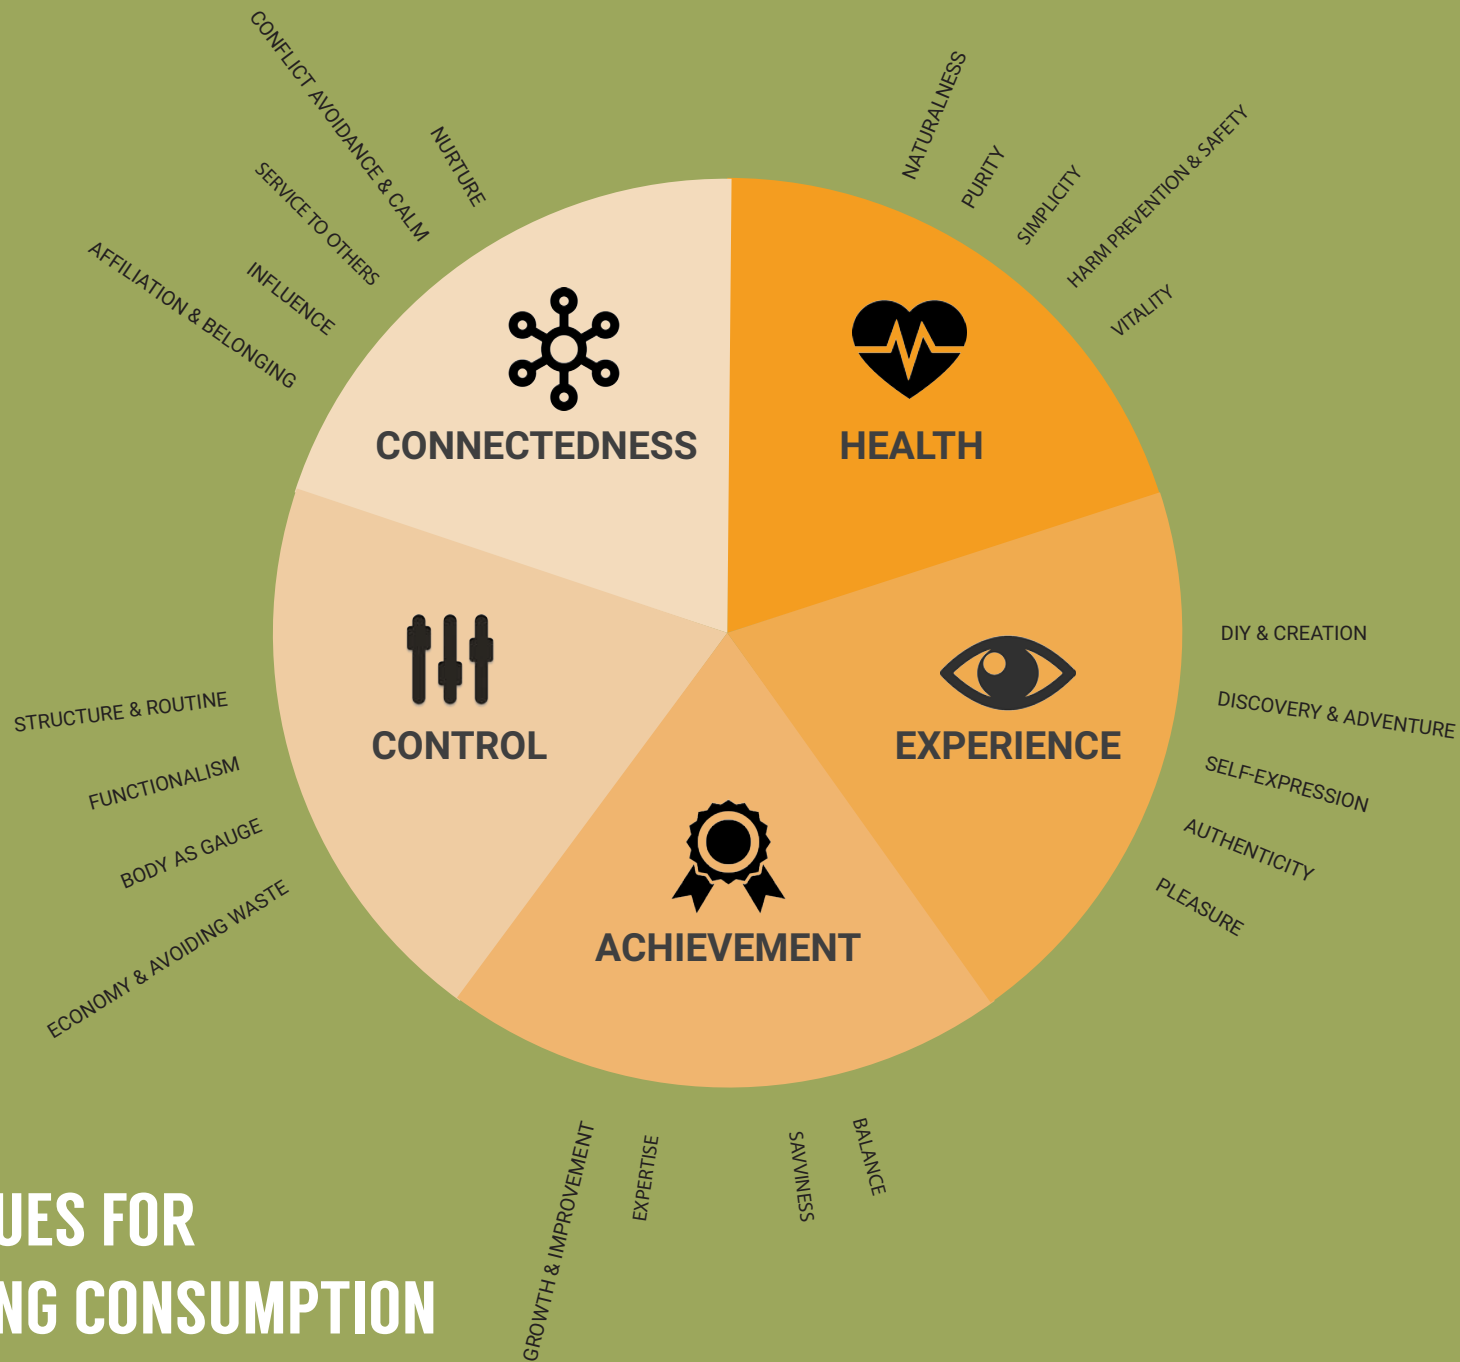 CONNECTEDNESS
NURTURE
CONFLICT AVOIDANCE & CALM
SERVICE TO OTHERS
INFLUENCE
AFFILIATION & BELONGING
HEALTH
NATURALNESS
PURITY
SIMPLICITY
HARM PREVENTION & SAFETY
VITALITY
EXPERIENCE
DIY & CREATION
DISCOVERY & ADVENTURE
SELF-EXPRESSION
AUTHENTICITY
PLEASURE
ACHIEVEMENT
BALANCE
SAVVINESS
EXPERTISE
GROWTH & IMPROVEMENT
CONTROL
STRUCTURE & ROUTINE
FUNCTIONALISM
BODY AS GAUGE
ECONOMY & AVOIDING WASTE
UES FOR
NG CONSUMPTION